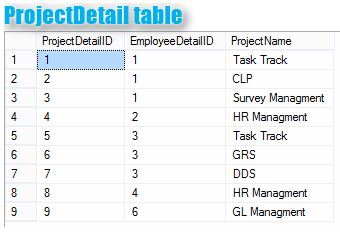 ProjectDetail table
ProjectDetailID EmployeeDetailID ProjectName
1 1 1 Task Track
2 2 1 CLP
3 3 1 Survey Managment
4 4 2 HR Managment
5 5 3 Task Track
6 6 3 GRS
7 7 3 DDS
8 8 4 HR Managment
9 9 6 GL Managment